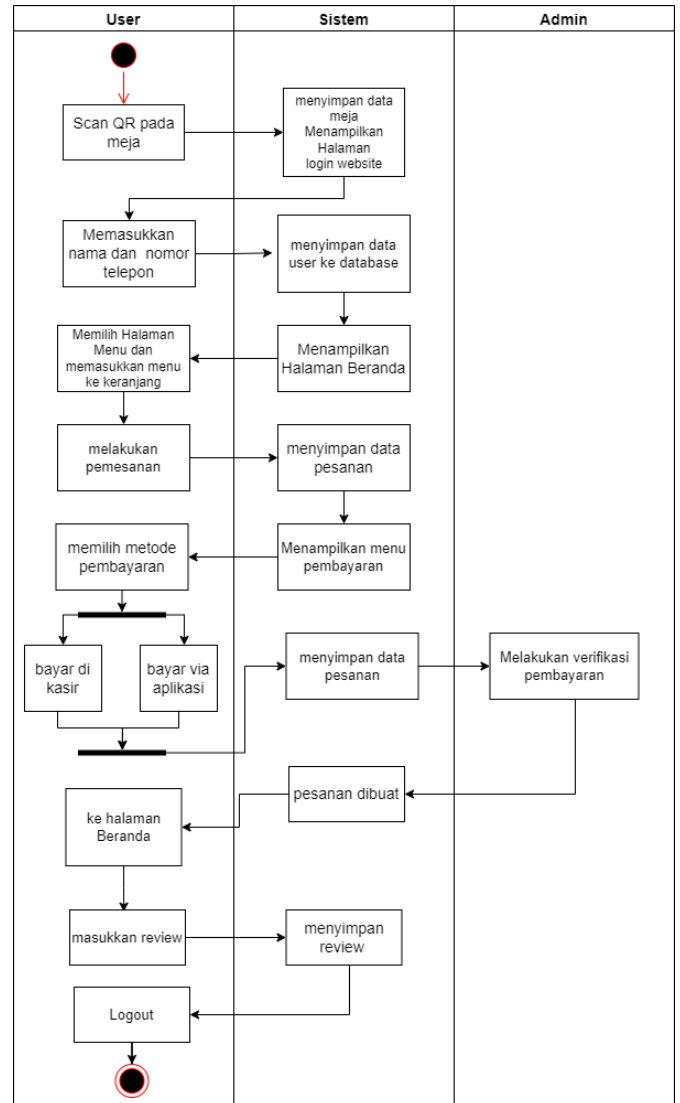 User
Sistem
Admin
Scan QR pada
meja
menyimpan data
meja
Menampilkan
Halaman
login website
Memasukkan
nama dan nomor
telepon
menyimpan data
user ke database
Memilih Halaman
Menu dan
memasukkan menu
ke keranjang
Menampilkan
Halaman Beranda
melakukan
pemesanan
menyimpan data
pesanan
memilih metode
pembayaran
Menampilkan menu
pembayaran
bayar di
kasir
bayar via
aplikasi
menyimpan data
pesanan
Melakukan verifikasi
pembayaran
pesanan dibuat
ke halaman
Beranda
masukkan review
menyimpan
review
Logout